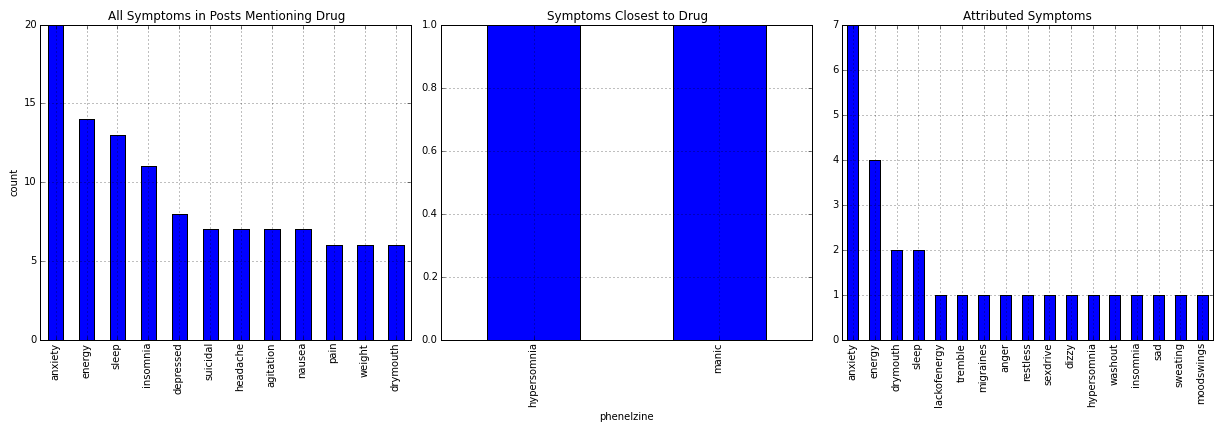 All Symptoms in Posts Mentioning Drug
20
15
10
5
0
count
anxiety
energy
sleep
insomnia
depressed
suicidal
headache
agitation
nausea
pain
weight
drymouth
Symptoms Closest to Drug
1.0
0.8
0.6
0.4
0.2
0.0
hypersomnia
manic
phenelzine
Attributed Symptoms
7
6
5
4
3
2
1
0
anxiety
energy
drymouth
sleep
lackofenergy
tremble
migraines
anger
restless
sexdrive
dizzy
hypersomnia
washout
insomnia
sad
sweating
moodswings